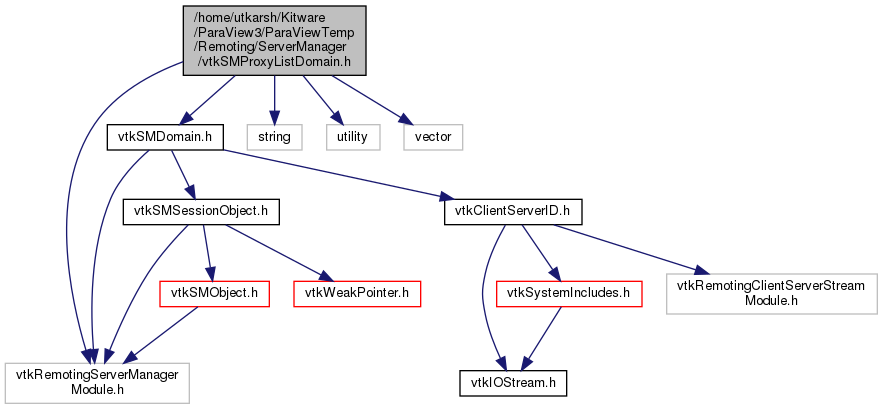 /home/utkarsh/Kitware
/ParaView3/ParaViewTemp
/Remoting/ServerManager
/vtkSMProxyListDomain.h
vtkSMDomain.h
string
utility
vector
vtkSMSessionObject.h
vtkClientServerID.h
vtkSMObject.h
vtkWeakPointer.h
vtkSystemIncludes.h
vtkRemotingClientServerStream
Module.h
vtkRemotingServerManager
Module.h
vtkIOStream.h